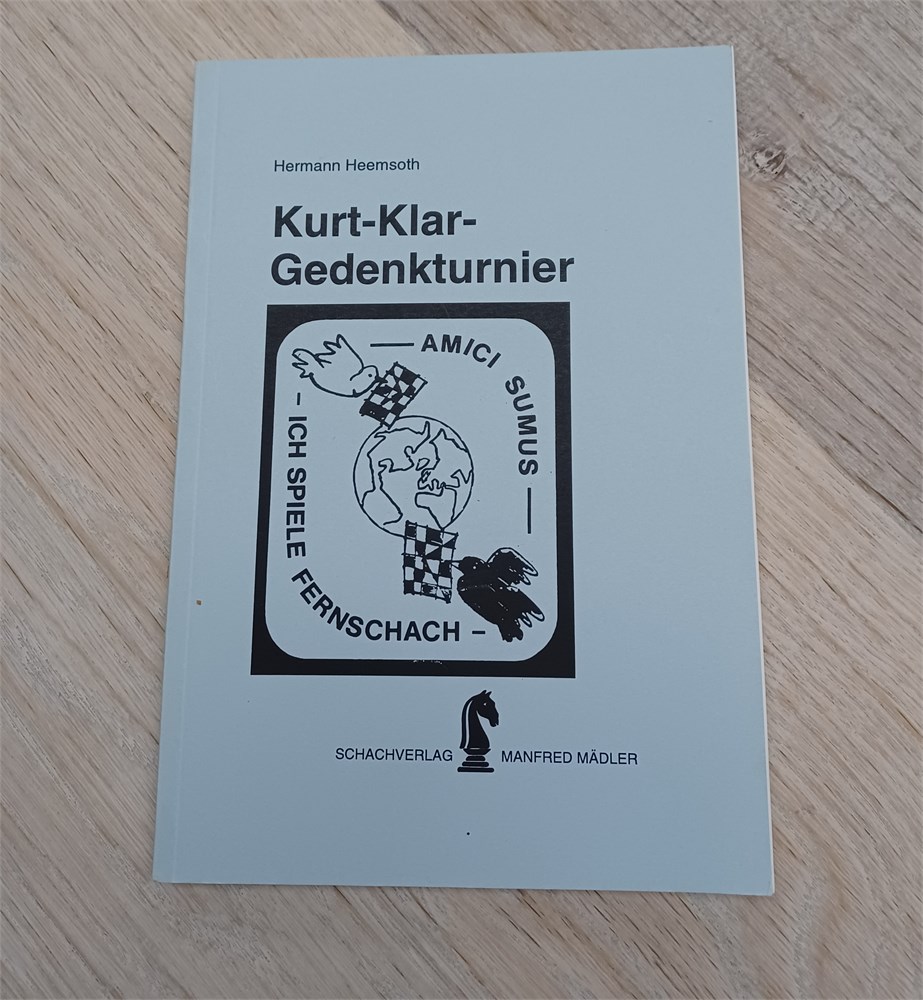 Hermann Heemsoth
Kurt-Klar-
Gedenkturnier
— AMICI SUMUS —
– ICH SPIELE FERNSCHACH –
SCHACHVERLAG MANFRED MÄDLER